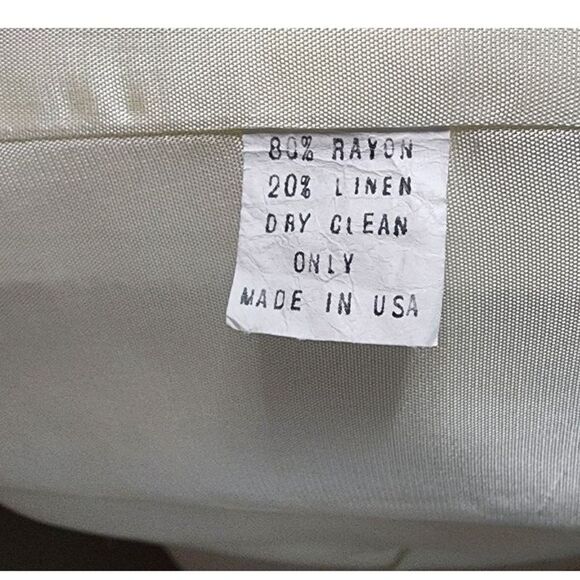 80% RAYON
20% LINEN
DRY CLEAN
ONLY
MADE IN USA